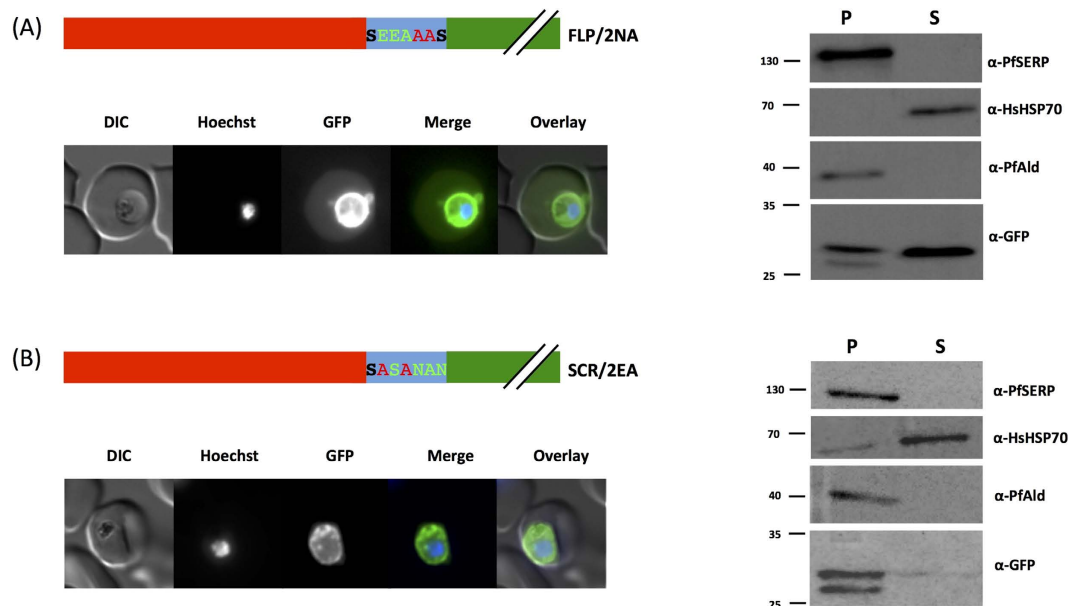 (A)
SEEAAAS
FLP/2NA
DIC Hoechst GFP Merge Overlay
P S
130
α-PfSERP
70
α-HsHSP70
40
α-PfAld
35
α-GFP
25
(B)
SASANAN
SCR/2EA
DIC Hoechst GFP Merge Overlay
P S
130
α-PfSERP
70
α-HsHSP70
40
α-PfAld
35
α-GFP
25